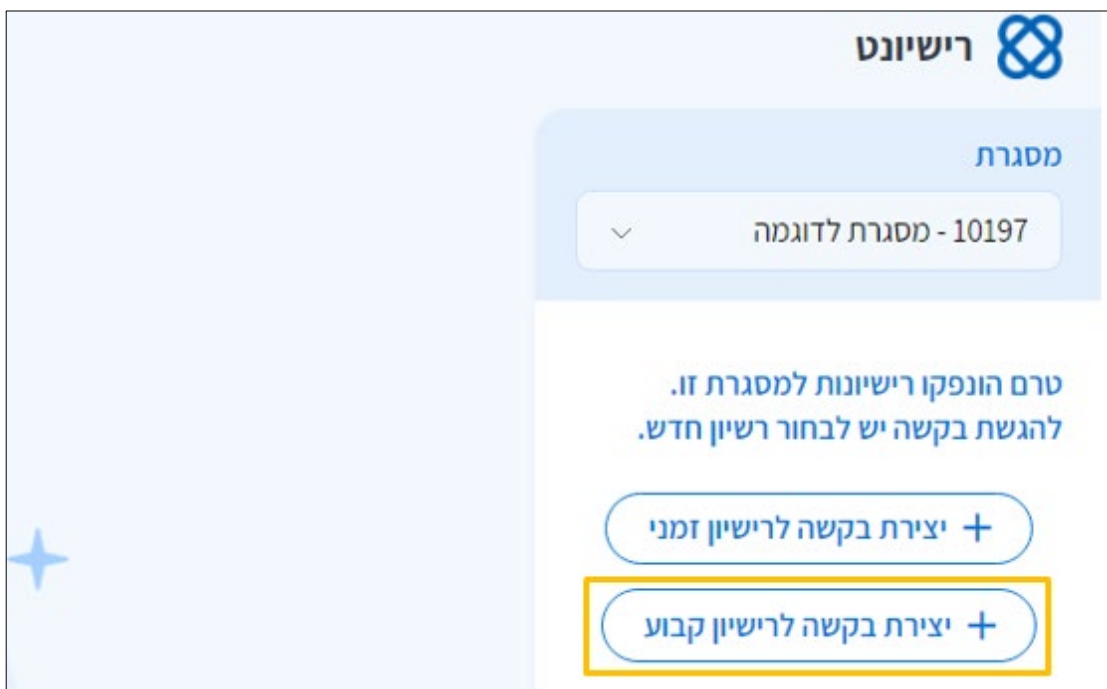 רישיונט
מסגרת
10197 - מסגרת לדוגמה
טרם הונפקו רישיונות למסגרת זו.
להגשת בקשה יש לבחור רשיון חדש.
+ יצירת בקשה לרישיון זמני
+ יצירת בקשה לרישיון קבוע